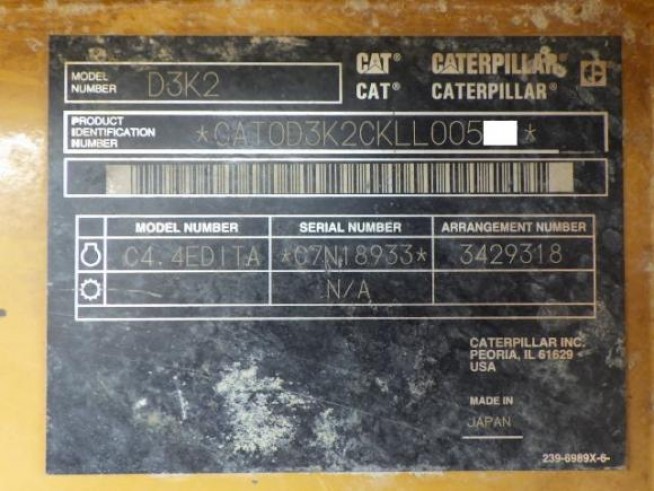 CAT® CATERPILLAR®
MODEL NUMBER D3K2
CAT® CATERPILLAR®
PRODUCT IDENTIFICATION NUMBER *CAT0D3K2CKLL005 *
MODEL NUMBER SERIAL NUMBER ARRANGEMENT NUMBER
C4.4EDITA *C7N18933* 3429318
N/A
CATERPILLAR INC.
PEORIA, IL 61629
USA
MADE IN
JAPAN
239-6989X-6-